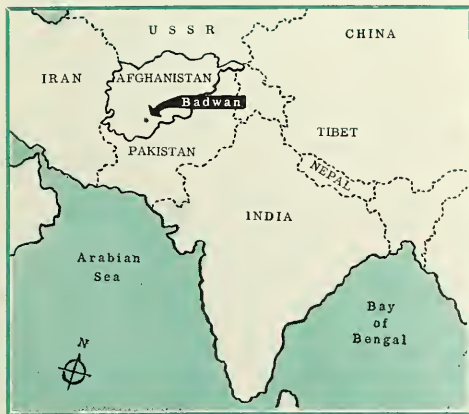 U S S R
CHINA
IRAN
AFGHANISTAN
Badwan
TIBET
PAKISTAN
NEPAL
INDIA
Arabian
Sea
Bay
of
Bengal
N